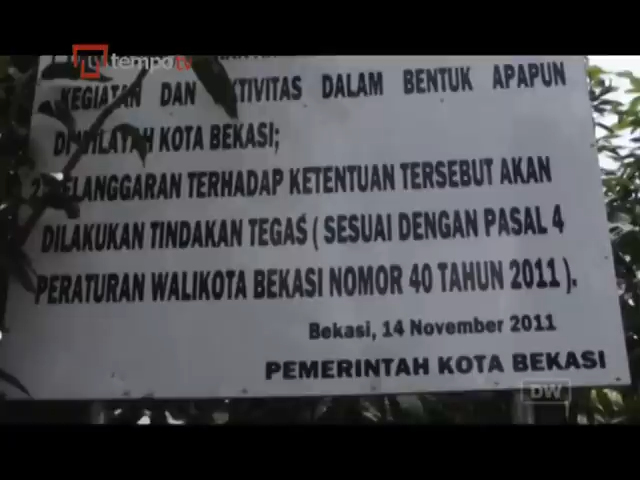 tempo tv
KEGIATAN DAN AKTIVITAS DALAM BENTUK APAPUN
DI WILAYAH KOTA BEKASI;
2. PELANGGARAN TERHADAP KETENTUAN TERSEBUT AKAN
DILAKUKAN TINDAKAN TEGAS ( SESUAI DENGAN PASAL 4
PERATURAN WALIKOTA BEKASI NOMOR 40 TAHUN 2011 ).
Bekasi, 14 November 2011
PEMERINTAH KOTA BEKASI
DW